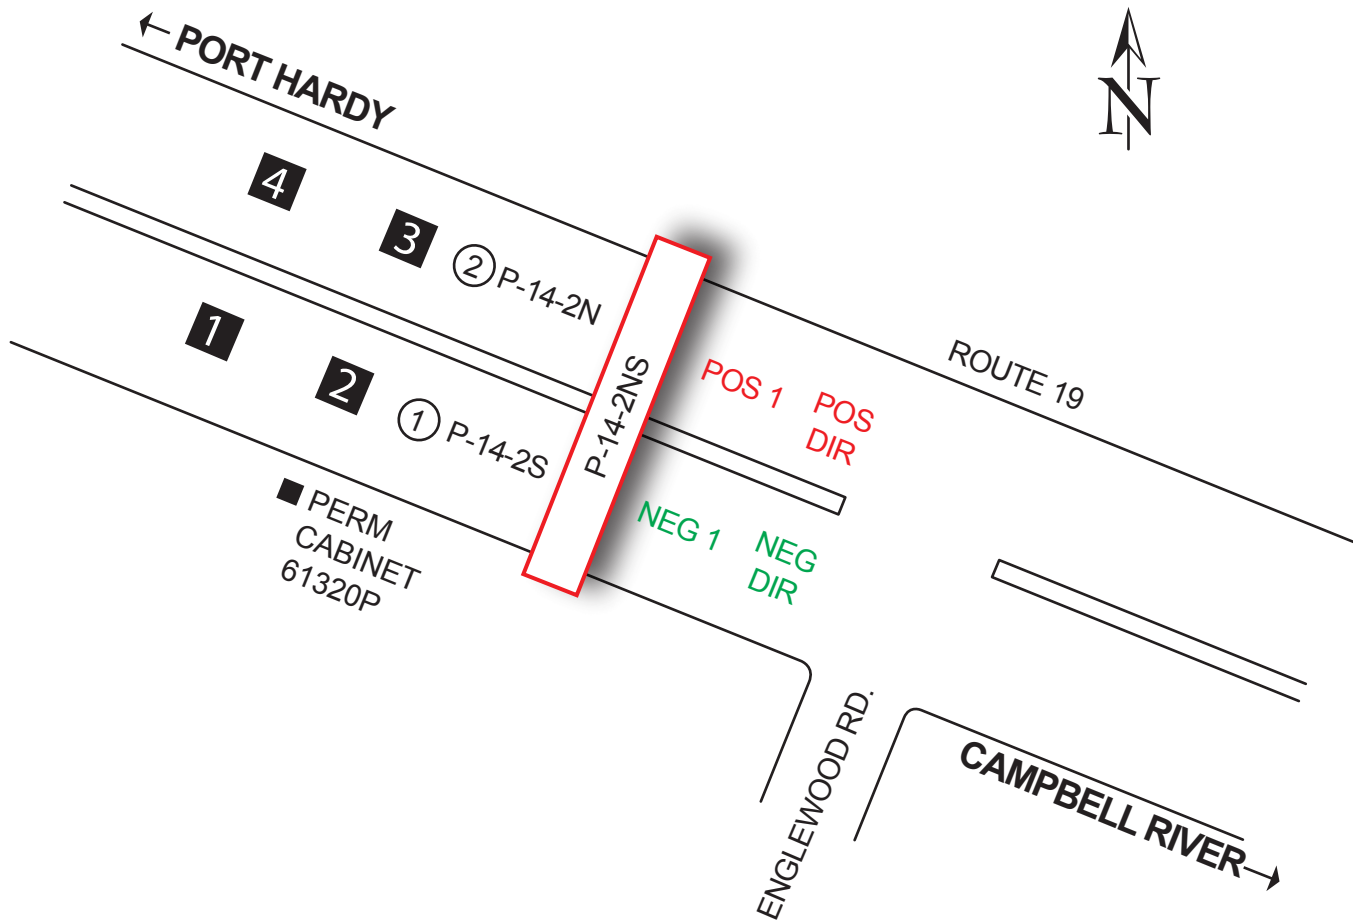 PORT HARDY
N
4
3
2 P-14-2N
1
2
1 P-14-2S
P-14-2NS
ROUTE 19
POS 1
POS
DIR
NEG 1
NEG
DIR
PERM
CABINET
61320P
ENGLEWOOD RD.
CAMPBELL RIVER